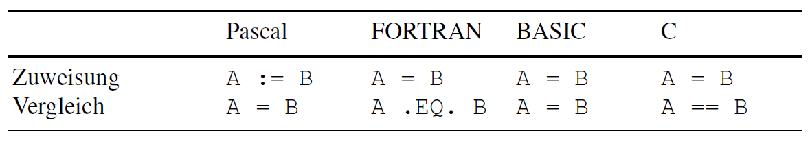 Pascal FORTRAN BASIC C
Zuweisung A := B A = B A = B A = B
Vergleich A = B A .EQ. B A = B A == B